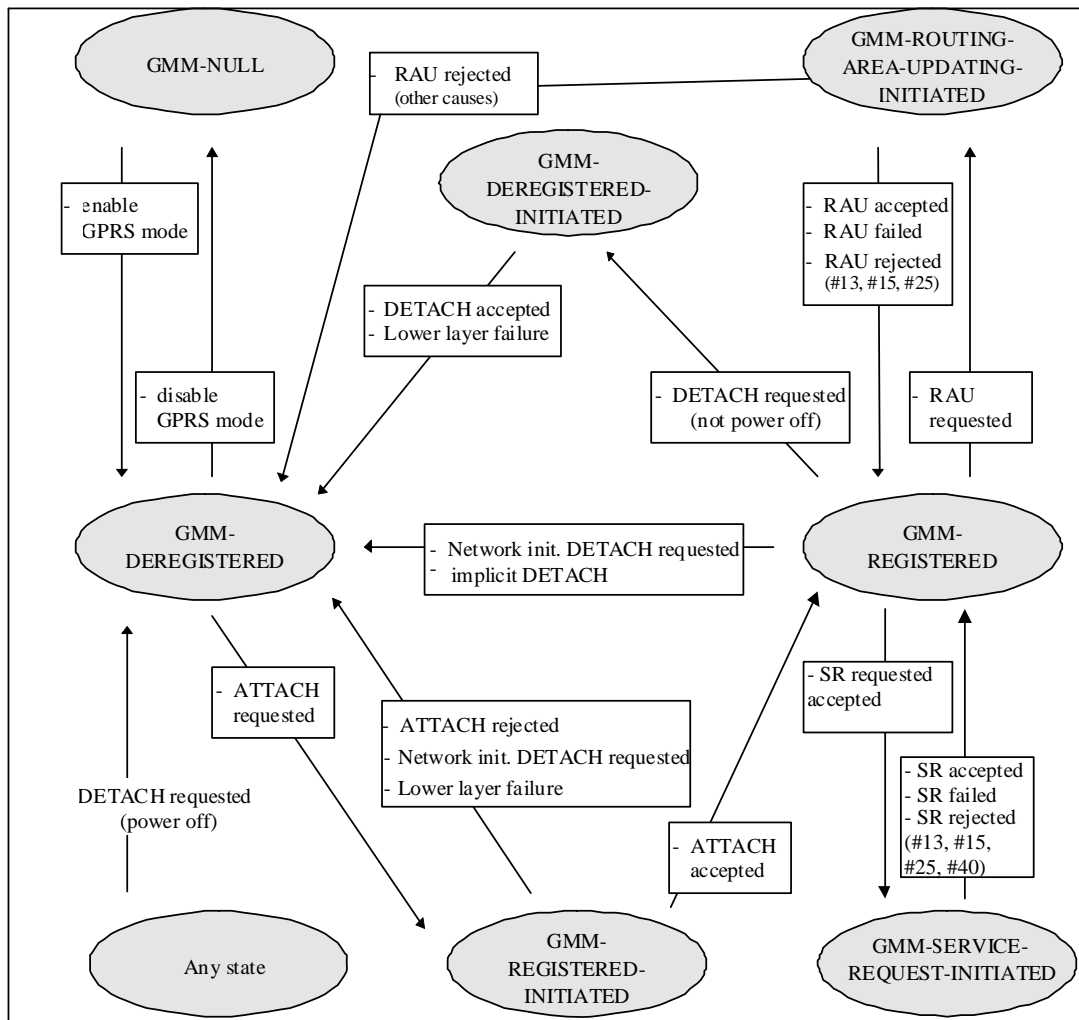 GMM-NULL
GMM-ROUTING-
AREA-UPDATING-
INITIATED
- RAU rejected
(other causes)
GMM-
DEREGISTERED-
INITIATED
- enable
GPRS mode
- RAU accepted
- RAU failed
- RAU rejected
(#13, #15, #25)
- DETACH accepted
- Lower layer failure
- disable
GPRS mode
- DETACH requested
(not power off)
- RAU
requested
GMM-
DEREGISTERED
- Network init. DETACH requested
- implicit DETACH
GMM-
REGISTERED
- ATTACH
requested
- ATTACH rejected
- Network init. DETACH requested
- Lower layer failure
- SR requested
accepted
DETACH requested
(power off)
- ATTACH
accepted
- SR accepted
- SR failed
- SR rejected
(#13, #15,
#25, #40)
Any state
GMM-
REGISTERED-
INITIATED
GMM-SERVICE-
REQUEST-INITIATED